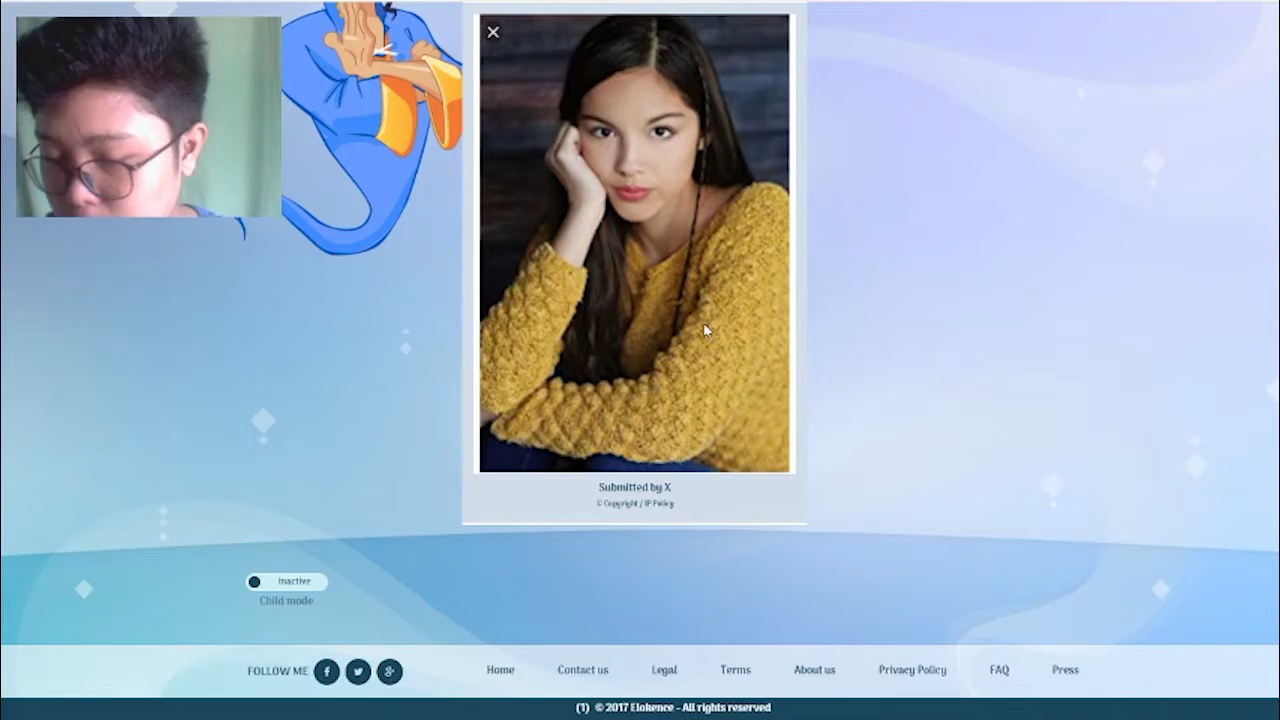 Submitted by X
© Copyright / IP Policy
Inactive
Child mode
FOLLOW ME
Home Contact us Legal Terms About us Privacy Policy FAQ Press
(1) © 2017 Elokence - All rights reserved